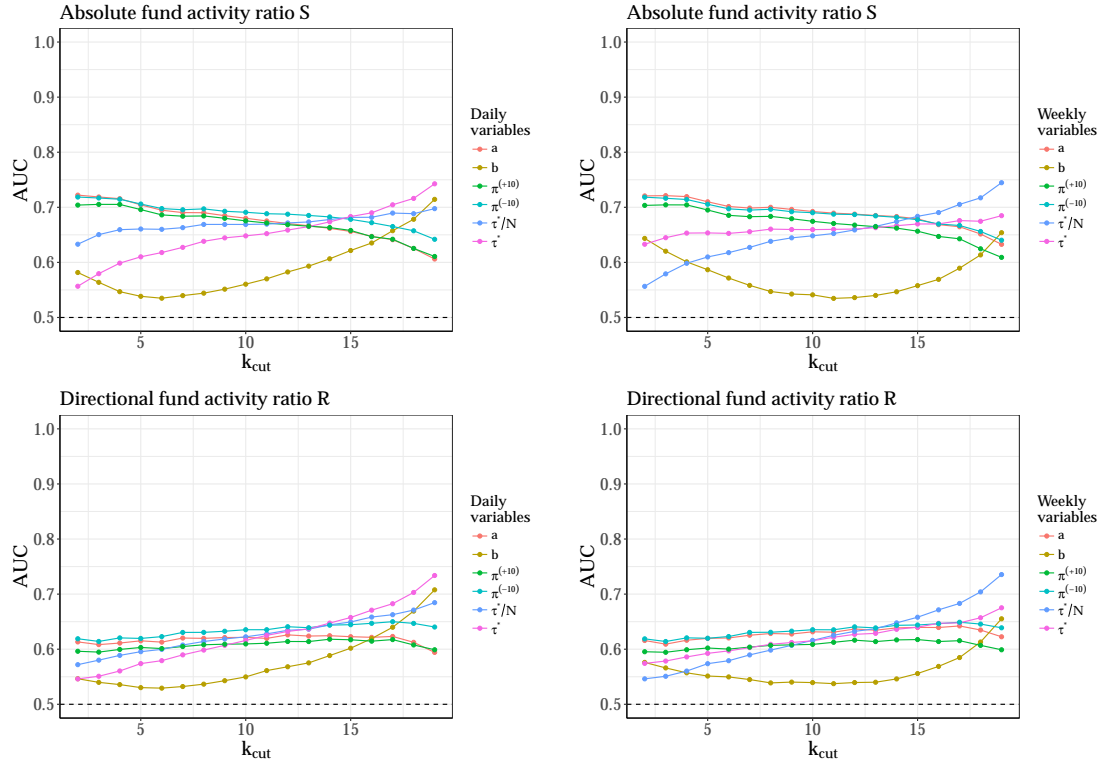 Absolute fund activity ratio S
1.0
0.9
0.8
0.7
0.6
0.5
AUC
5 10 15
k_cut
Daily
variables
a
b
π^(+10)
π^(−10)
τ^*/N
τ^*
Absolute fund activity ratio S
1.0
0.9
0.8
0.7
0.6
0.5
AUC
5 10 15
k_cut
Weekly
variables
a
b
π^(+10)
π^(−10)
τ^*/N
τ^*
Directional fund activity ratio R
1.0
0.9
0.8
0.7
0.6
0.5
AUC
5 10 15
k_cut
Daily
variables
a
b
π^(+10)
π^(−10)
τ^*/N
τ^*
Directional fund activity ratio R
1.0
0.9
0.8
0.7
0.6
0.5
AUC
5 10 15
k_cut
Weekly
variables
a
b
π^(+10)
π^(−10)
τ^*/N
τ^*